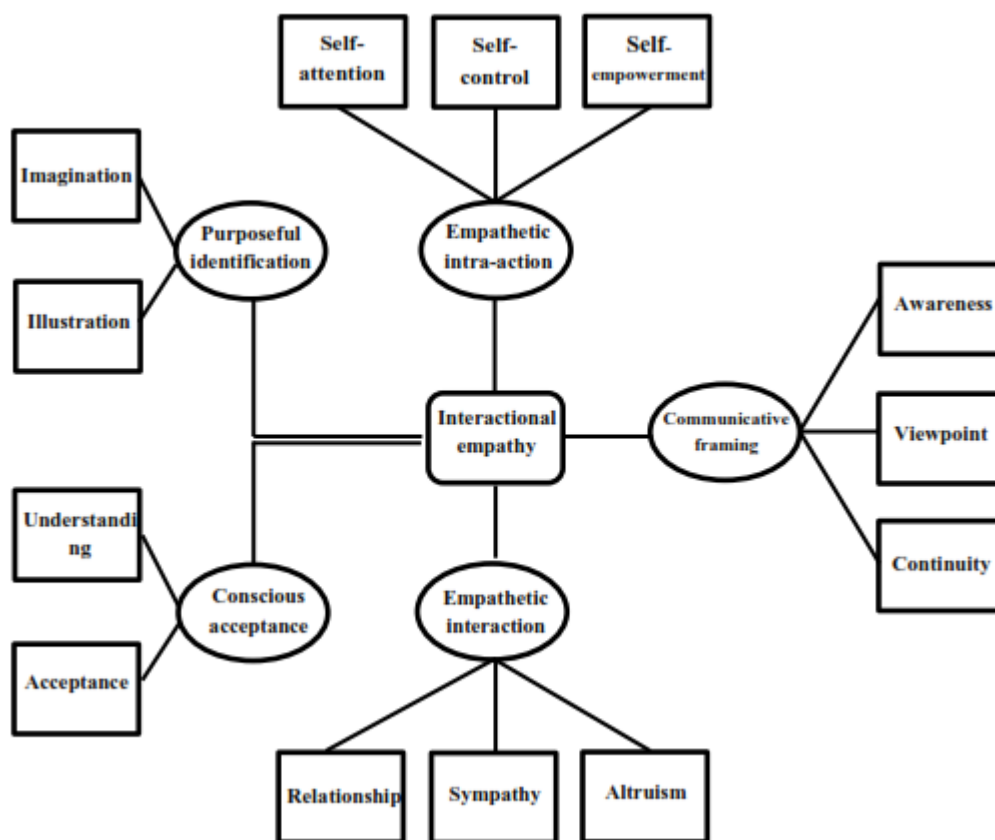 Self-
attention
Self-
control
Self-
empowerment
Imagination
Purposeful
identification
Empathetic
intra-action
Illustration
Awareness
Interactional
empathy
Communicative
framing
Viewpoint
Understandi
ng
Continuity
Conscious
acceptance
Empathetic
interaction
Acceptance
Relationship
Sympathy
Altruism